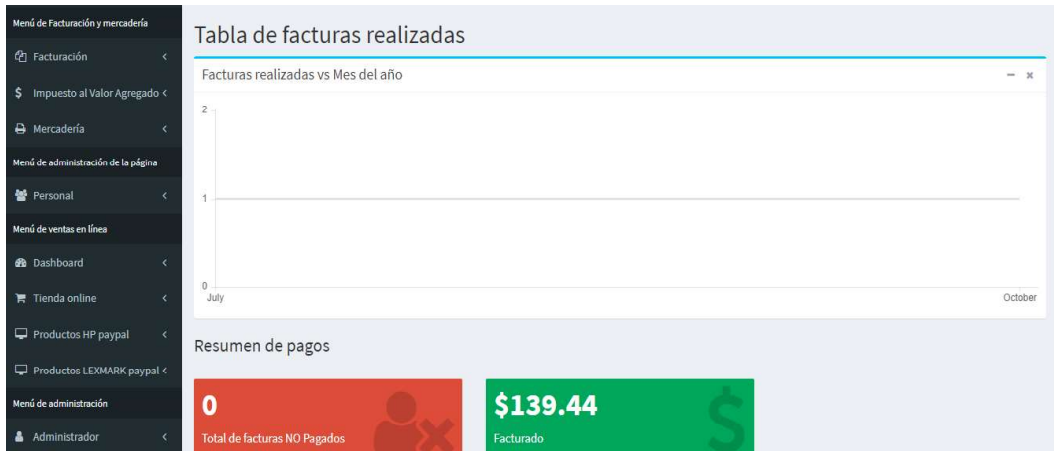 Menú de Facturación y mercadería
Facturación
Impuesto al Valor Agregado
Mercadería
Menú de administración de la página
Personal
Menú de ventas en línea
Dashboard
Tienda online
Productos HP paypal
Productos LEXMARK paypal
Menú de administración
Administrador
Tabla de facturas realizadas
Facturas realizadas vs Mes del año
2
1
0
July
October
Resumen de pagos
0
Total de facturas NO Pagados
$139.44
Facturado